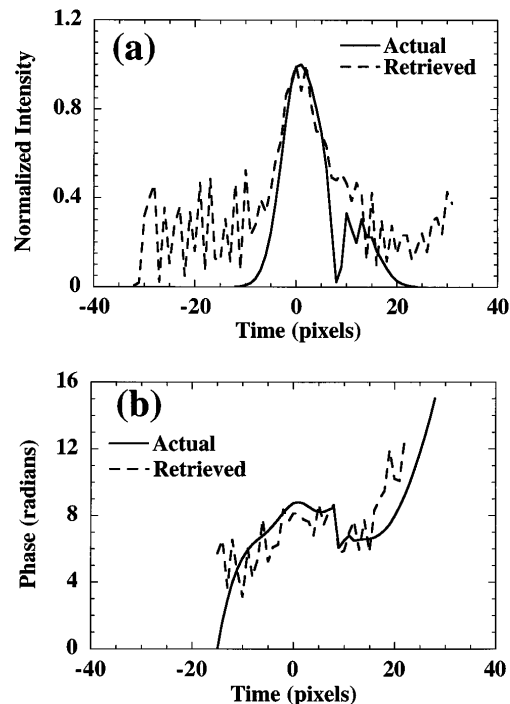 (a)
Actual
Retrieved
1.2
0.8
0.4
0
Normalized Intensity
-40
-20
0
20
40
Time (pixels)
(b)
Actual
Retrieved
16
12
8
4
0
Phase (radians)
-40
-20
0
20
40
Time (pixels)